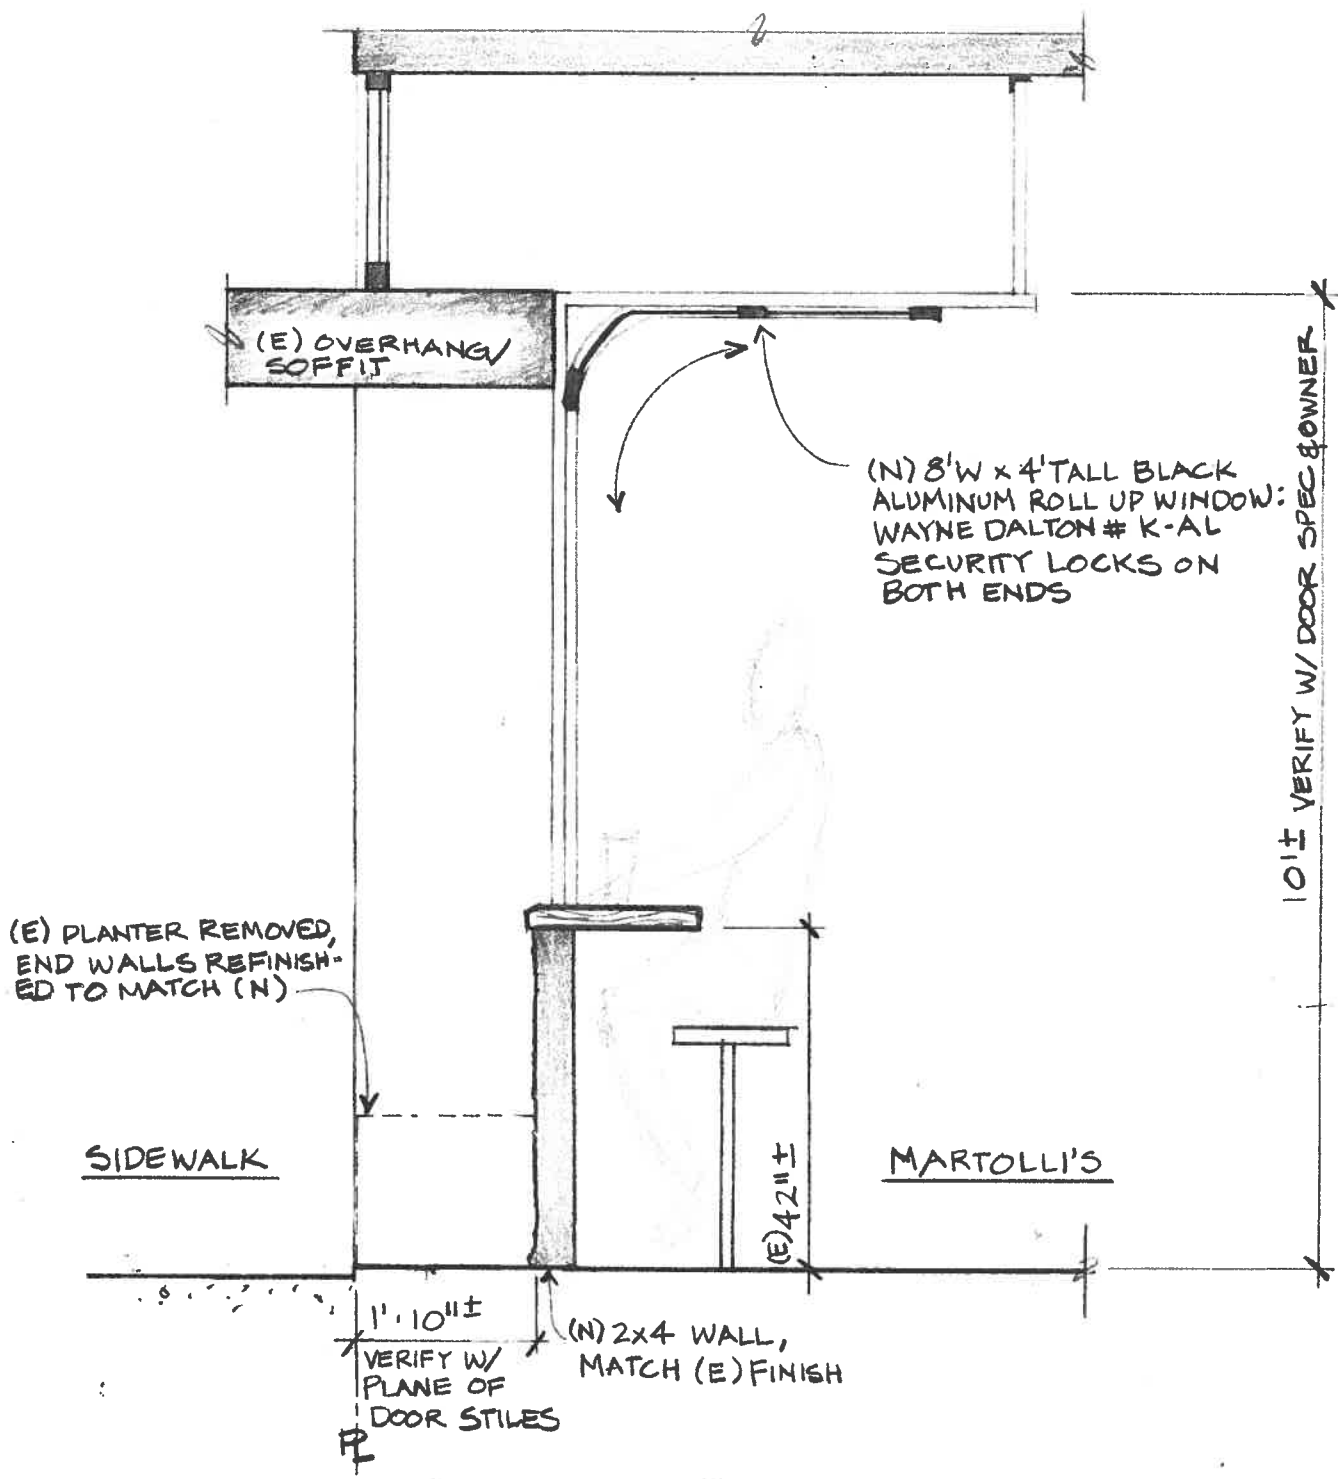 (E) OVERHANG/
SOFFIT
(N) 8'W x 4' TALL BLACK
ALUMINUM ROLL UP WINDOW:
WAYNE DALTON # K-AL
SECURITY LOCKS ON
BOTH ENDS
10'± VERIFY W/ DOOR SPEC & OWNER
(E) PLANTER REMOVED,
END WALLS REFINISH-
ED TO MATCH (N)
SIDEWALK
MARTOLLI'S
(E) 42"±
1'·10"±
VERIFY W/
PLANE OF
DOOR STILES
(N) 2x4 WALL,
MATCH (E) FINISH
PL